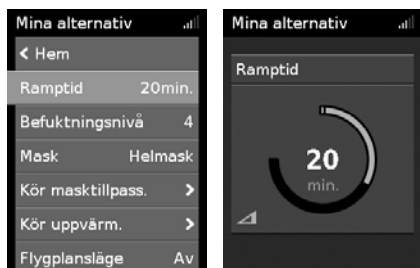 Mina alternativ
Hem
Ramptid 20min.
Befuktningsnivå 4
Mask Helmask
Kör masktillpass.
Kör uppvärm.
Flygplansläge Av
Mina alternativ
Ramptid
20
min.